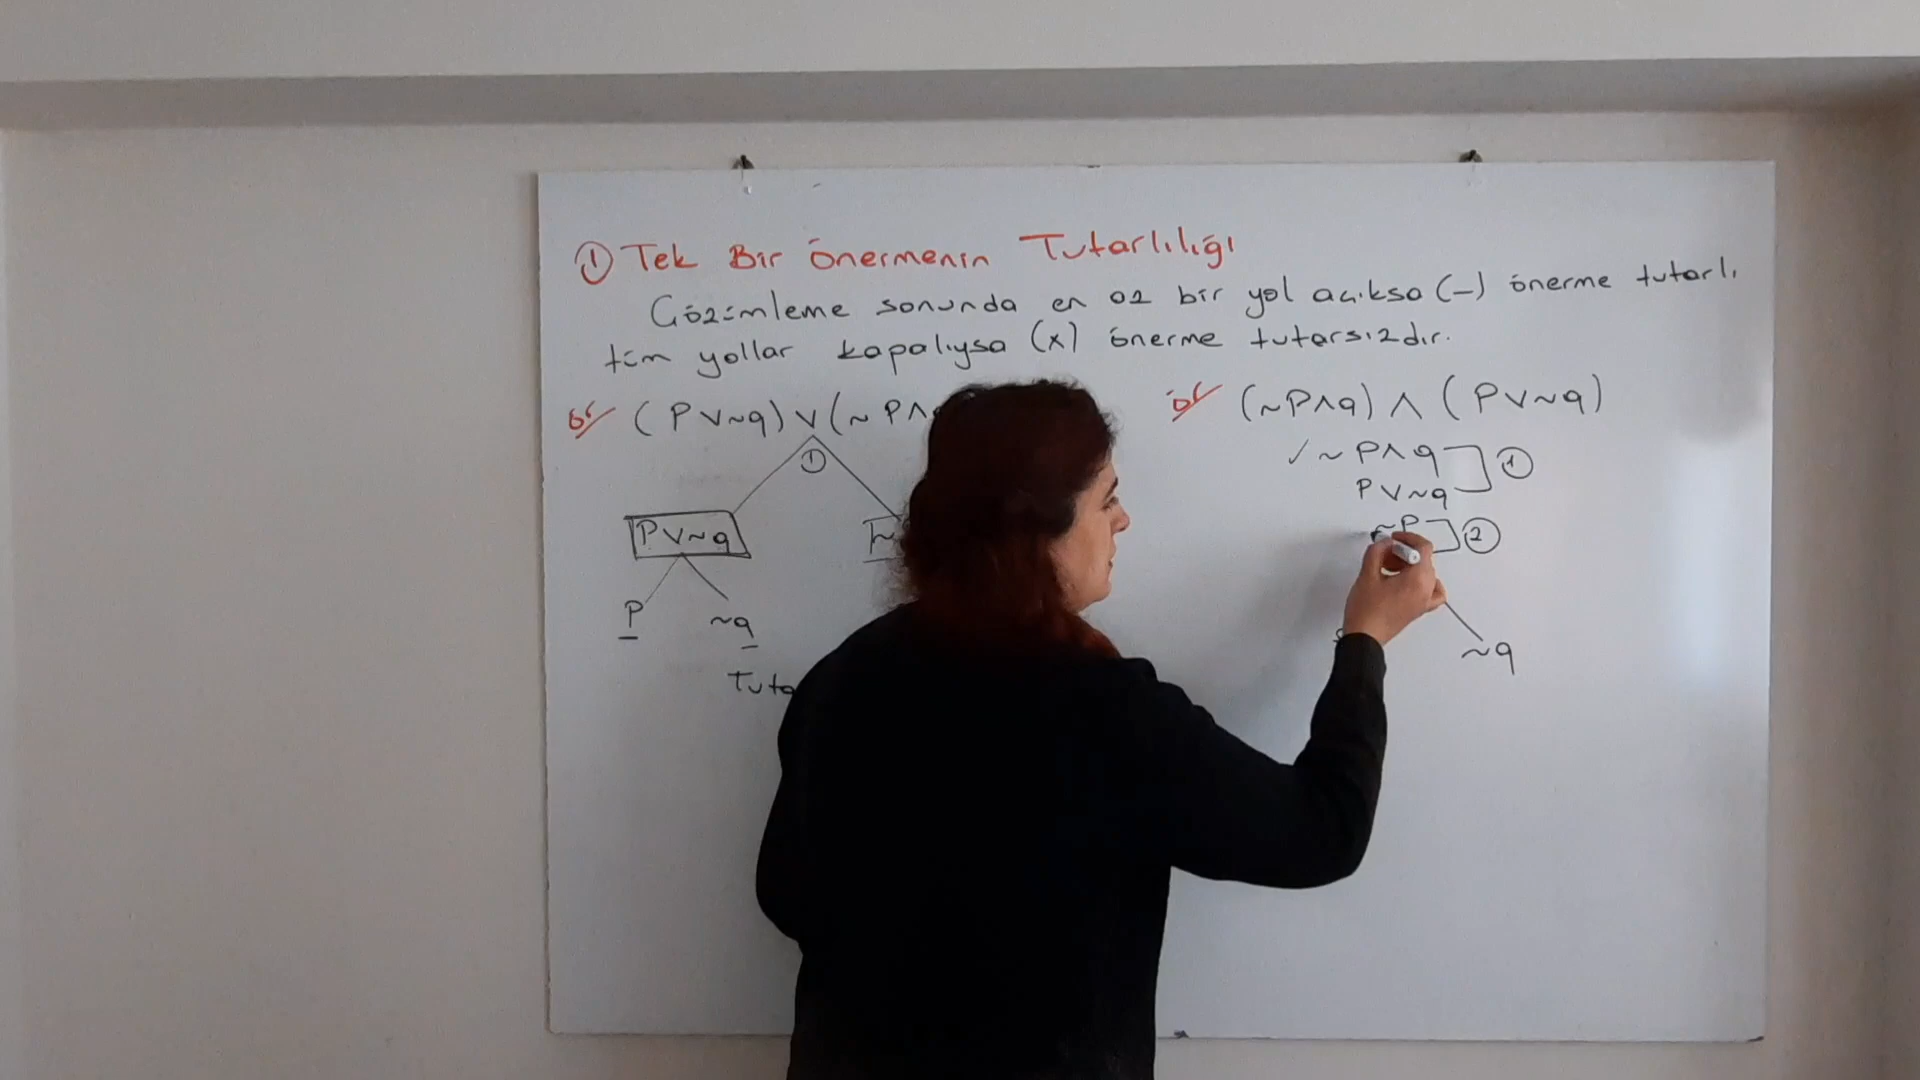 ① Tek Bir önermenin Tutarlılığı
Çözümleme sonunda en az bir yol açıksa (-) önerme tutarlı
tüm yollar kapalıysa (x) önerme tutarsızdır.
ör (P∨~q)∨(~P∧
①
P∨~q
P
~q
ör (~P∧q) ∧ (P∨~q)
✓ ~P∧q
P∨~q
①
~P
②
~q